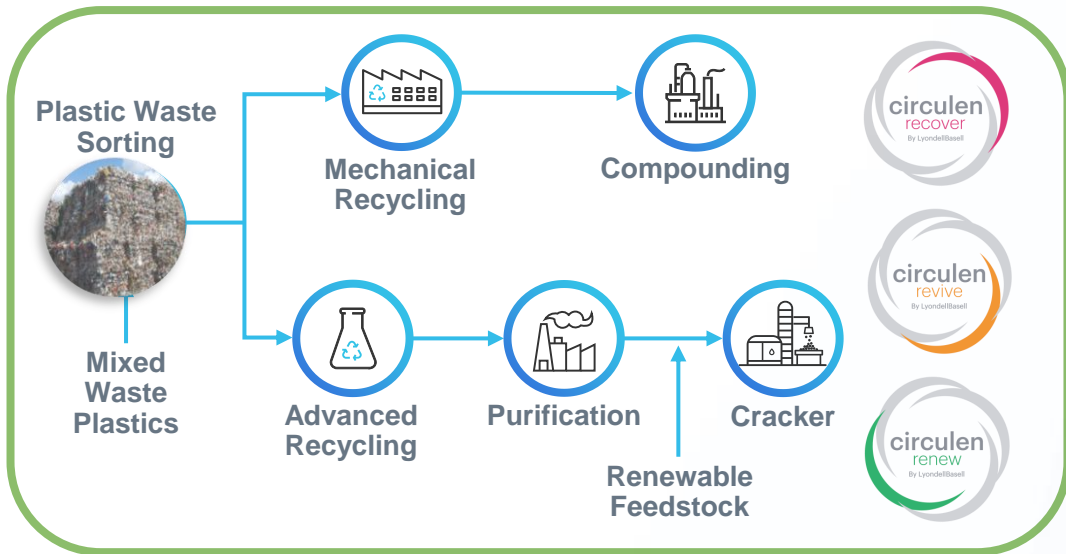 Plastic Waste
Sorting
Mixed
Waste
Plastics
Mechanical
Recycling
Compounding
Advanced
Recycling
Purification
Cracker
Renewable
Feedstock
circulen
recover
By LyondellBasell
circulen
revive
By LyondellBasell
circulen
renew
By LyondellBasell